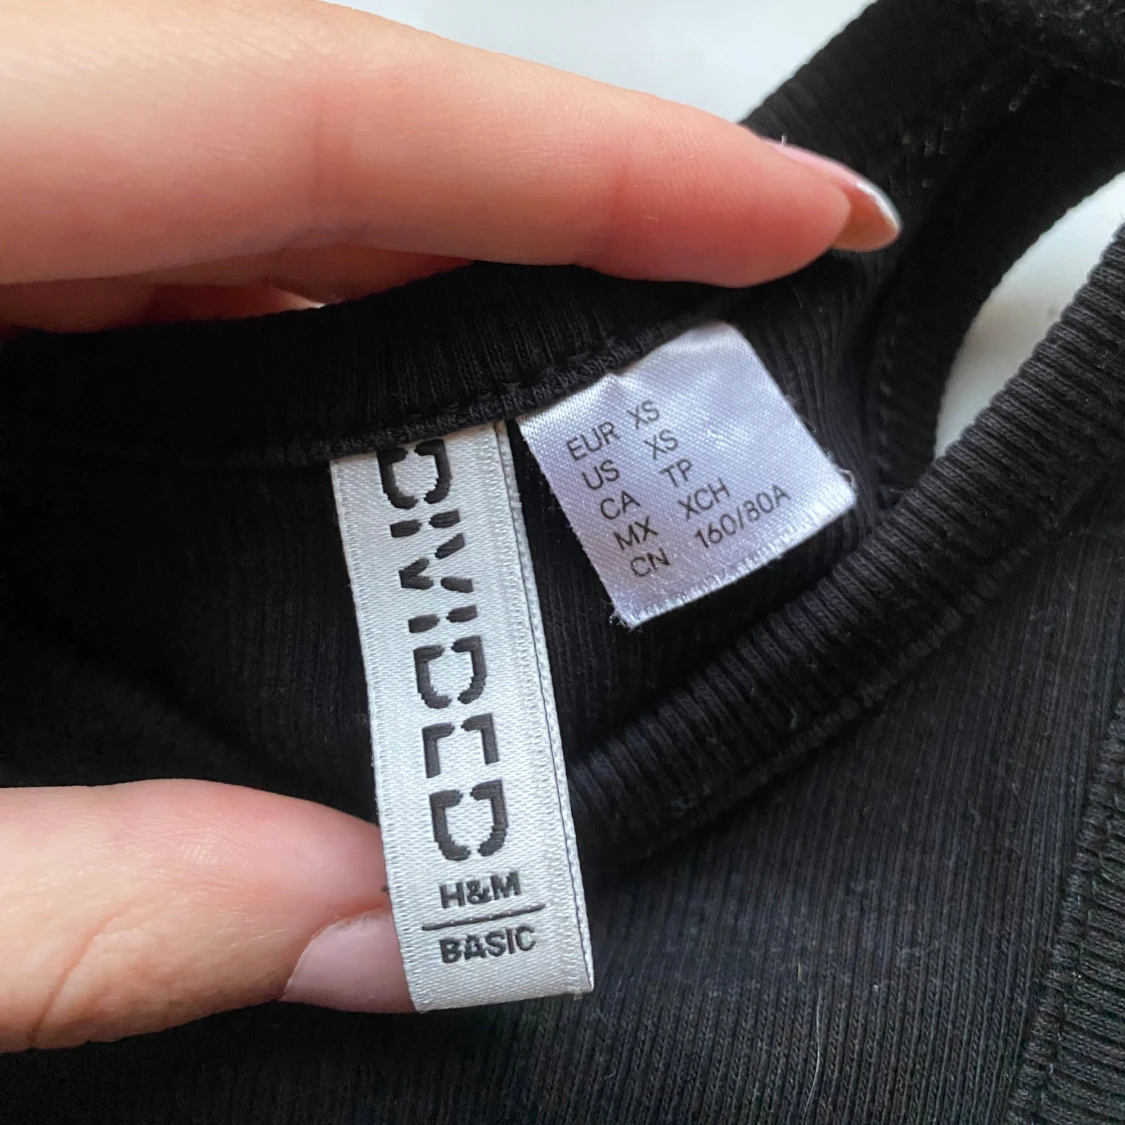 DIVIDED
H&M
BASIC
EUR XS
US XS
CA TP
MX XCH
CN 160/80A